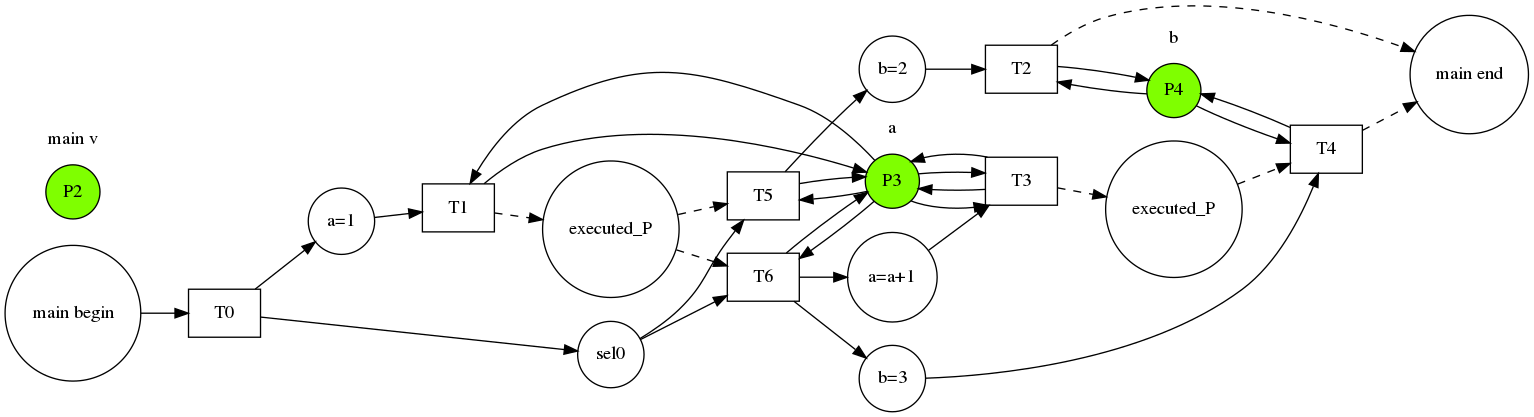 main v
P2
main begin
T0
a=1
T1
executed_P
sel0
T5
T6
b=2
a
P3
a=a+1
b=3
T2
T3
b
P4
executed_P
T4
main end